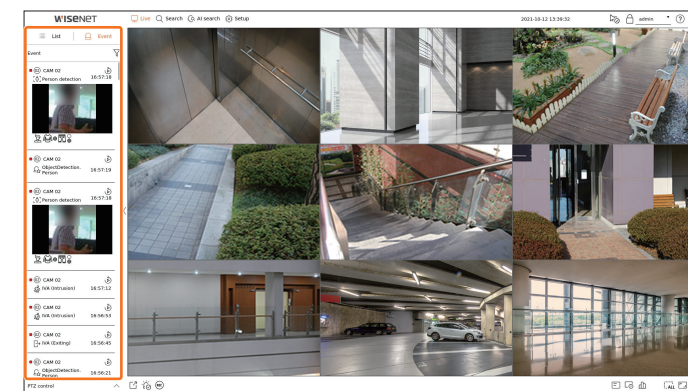 WISENET
Live Search AI search Setup
2021-10-12 13:39:32
admin
List Event
Event
CAM 02
Person detection 16:57:18
CAM 02
ObjectDetection. Person 16:57:19
CAM 02
Person detection 16:57:18
CAM 02
IVA (Intrusion) 16:57:12
CAM 02
IVA (Intrusion) 16:56:53
CAM 02
IVA (Exiting) 16:56:45
CAM 02
ObjectDetection. Person 16:56:21
PTZ control